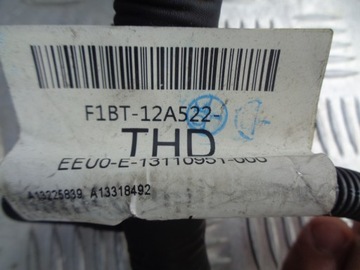 F1BT-12A522-
THD
EEU0-E-13110951-000
A13225839 A13318492